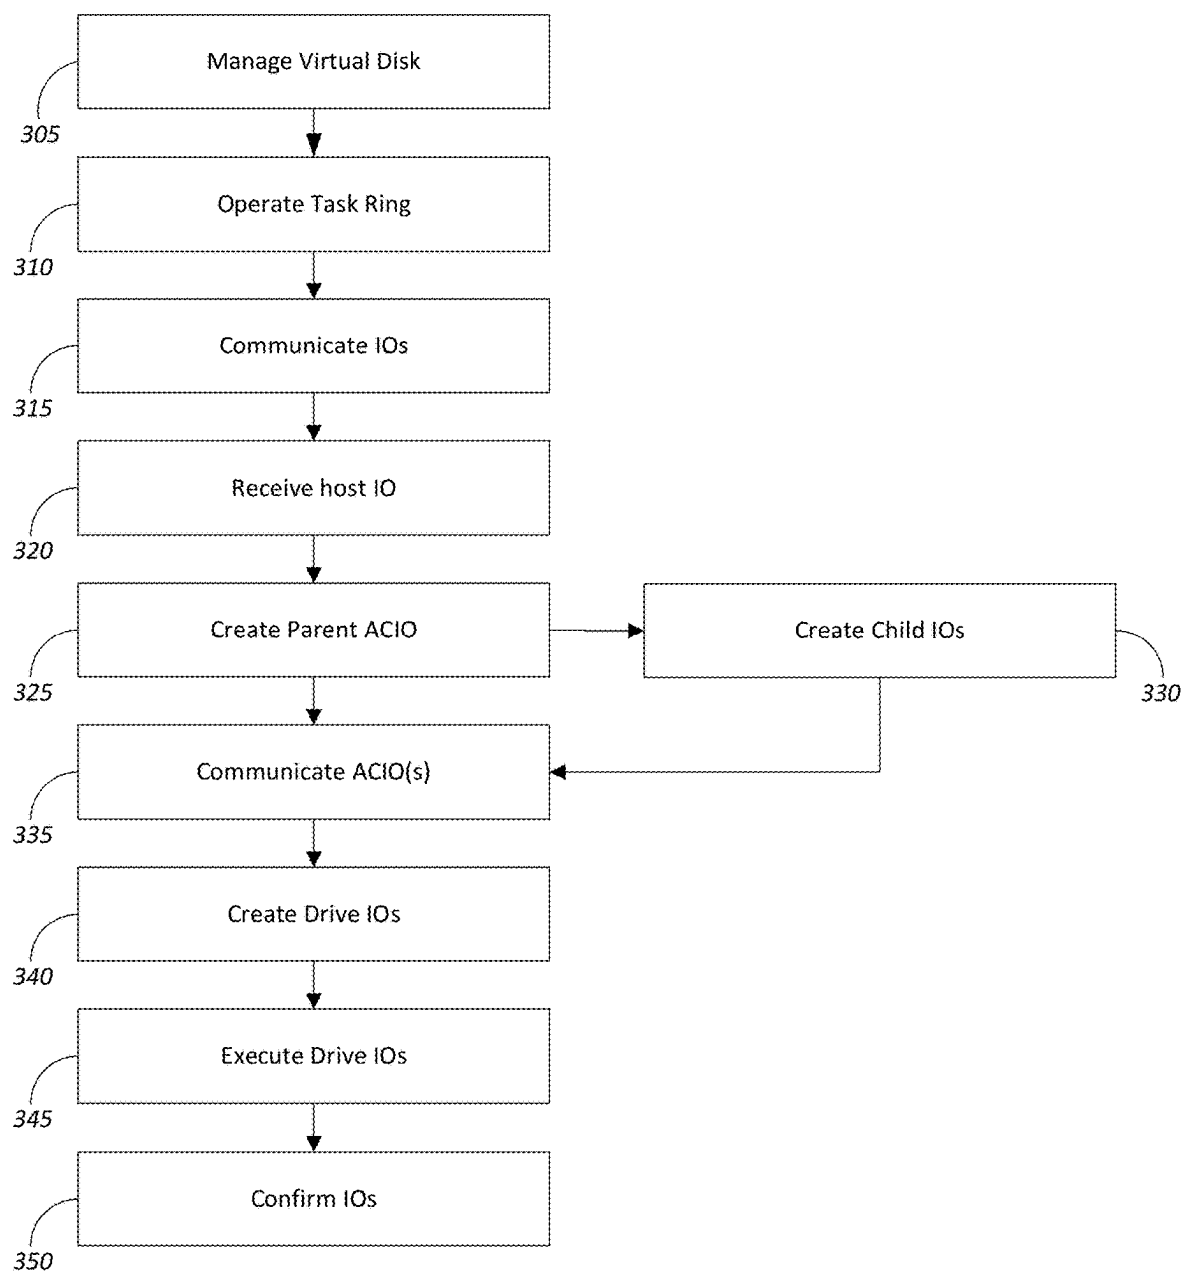 Manage Virtual Disk
305
Operate Task Ring
310
Communicate IOs
315
Receive host IO
320
Create Parent ACIO
325
Create Child IOs
330
Communicate ACIO(s)
335
Create Drive IOs
340
Execute Drive IOs
345
Confirm IOs
350